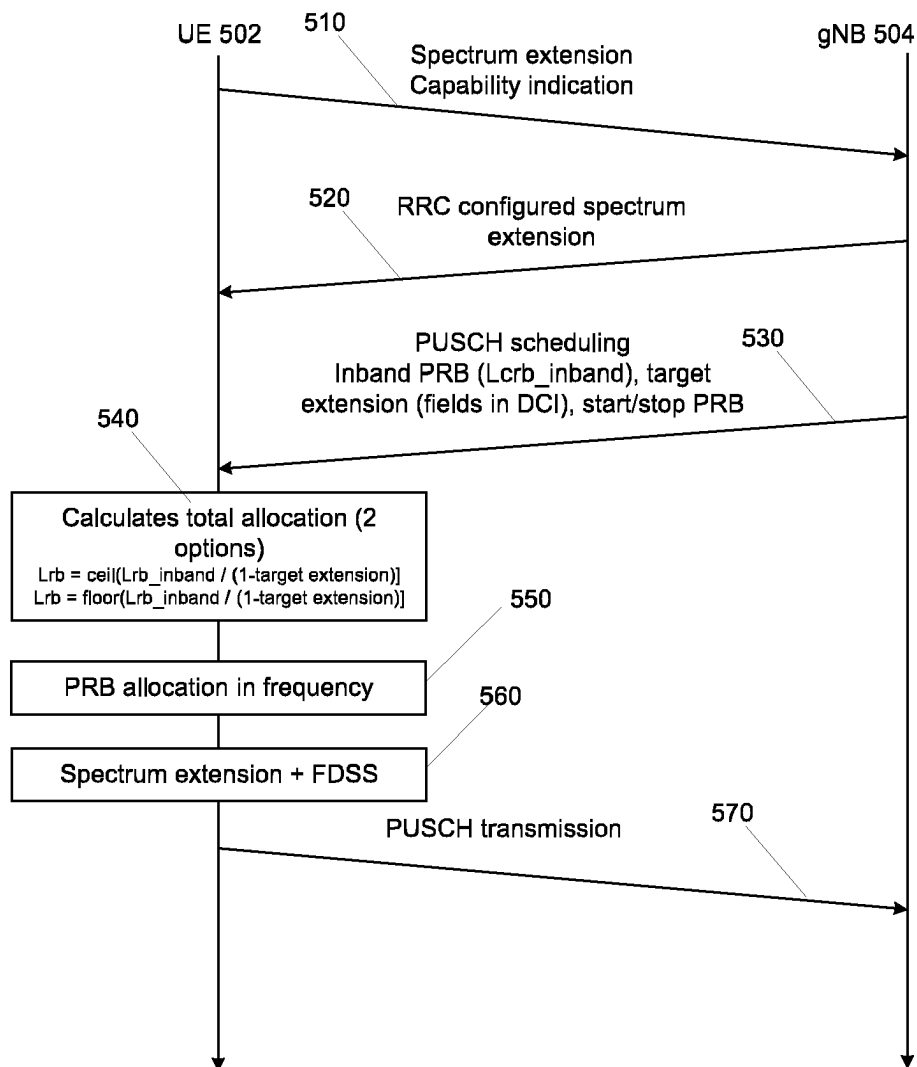 UE 502
510
gNB 504
Spectrum extension
Capability indication
520
RRC configured spectrum
extension
PUSCH scheduling
530
Inband PRB (Lcrb_inband), target
extension (fields in DCI), start/stop PRB
540
Calculates total allocation (2
options)
Lrb = ceil(Lrb_inband / (1-target extension)]
Lrb = floor(Lrb_inband / (1-target extension)]
550
PRB allocation in frequency
560
Spectrum extension + FDSS
PUSCH transmission
570